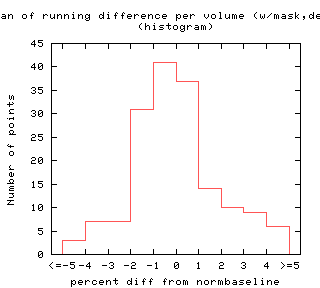 an of running difference per volume (w/mask,de
(histogram)
45
40
35
30
25
20
15
10
5
0
Number of points
<=-5 -4 -3 -2 -1 0 1 2 3 4 >=5
percent diff from normbaseline